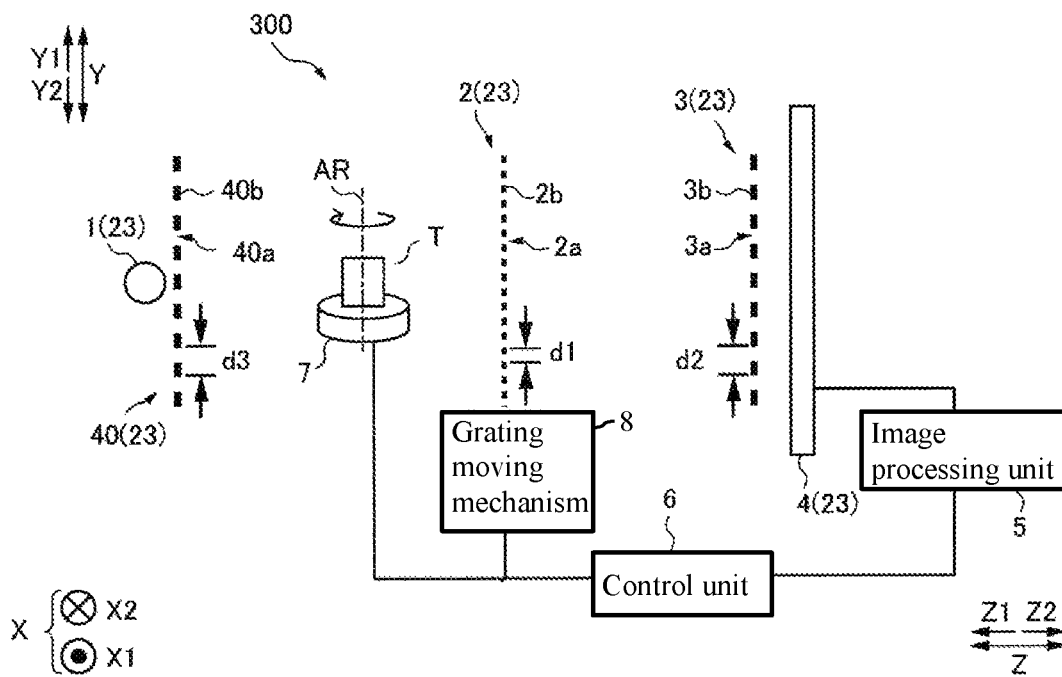 300
Y1
Y
Y2
2(23)
3(23)
AR
40b
2b
3b
1(23)
T
40a
2a
3a
d3
7
d1
d2
40(23)
Grating
moving
mechanism
8
Image
processing unit
4(23)
5
6
Control unit
X
X2
X1
Z1 Z2
Z